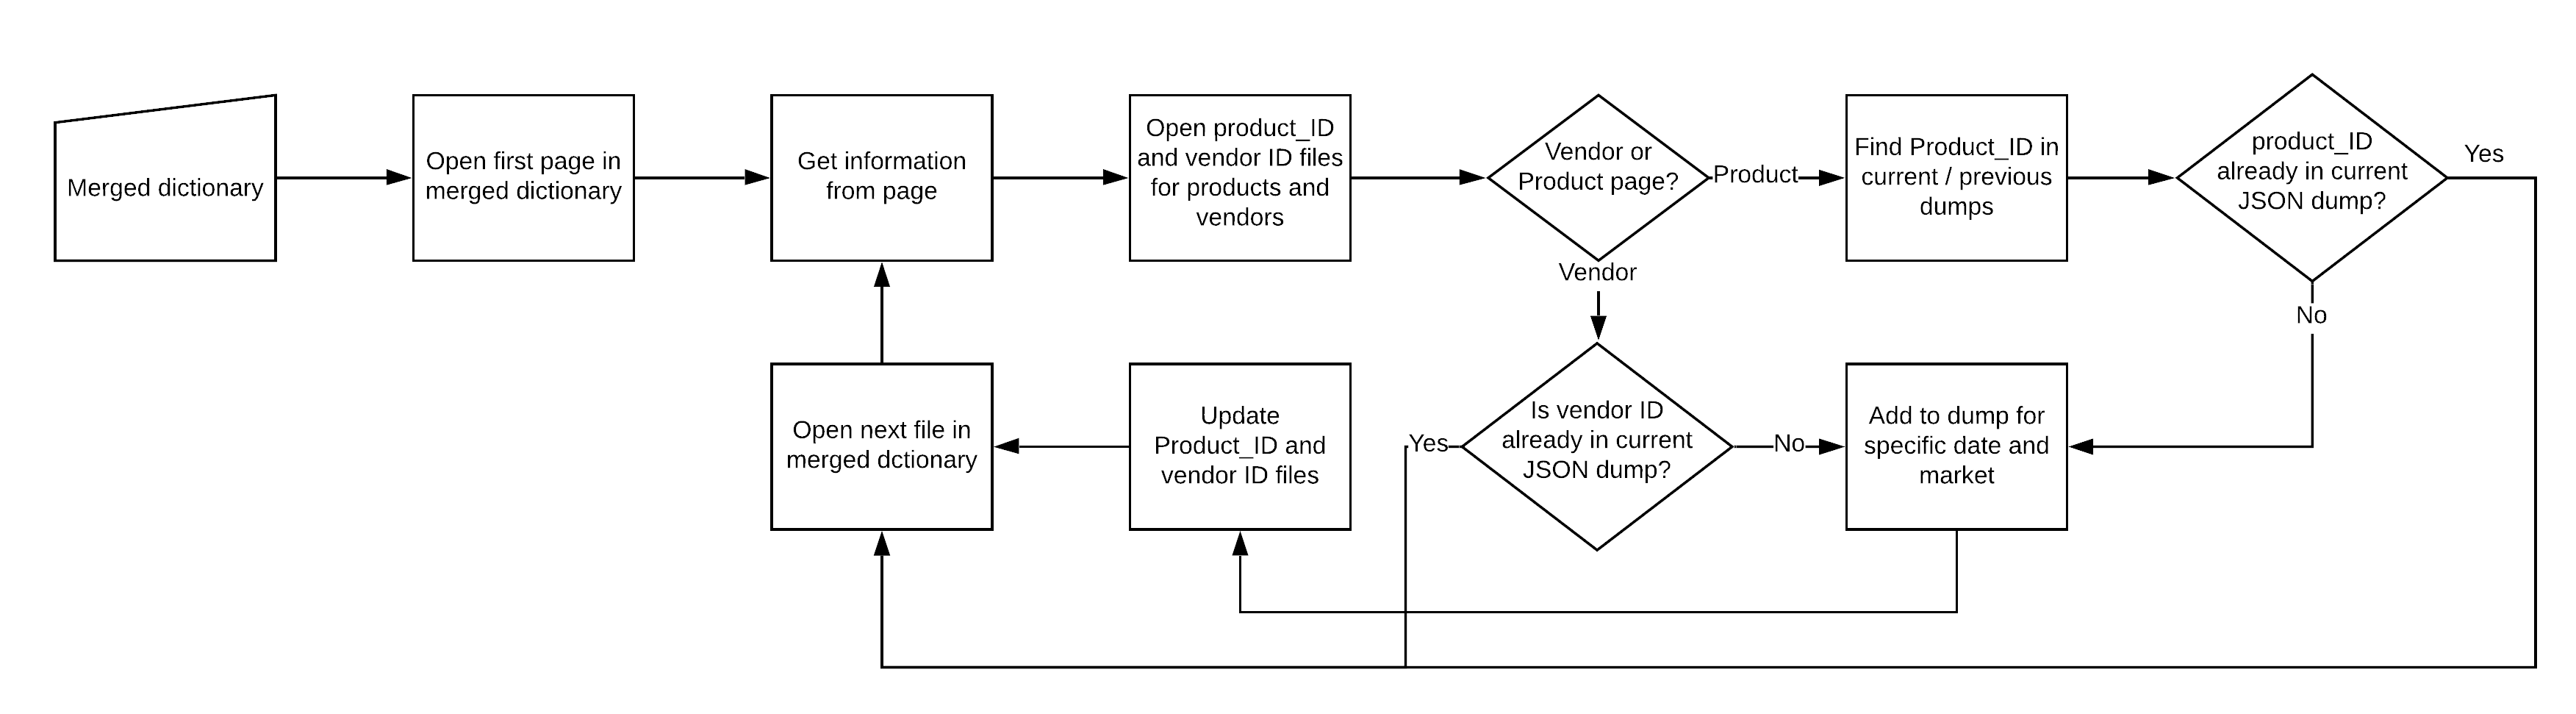 Merged dictionary
Open first page in
merged dictionary
Get information
from page
Open product_ID
and vendor ID files
for products and
vendors
Vendor or
Product page?
Product
Find Product_ID in
current / previous
dumps
product_ID
already in current
JSON dump?
Yes
Vendor
No
Open next file in
merged dctionary
Update
Product_ID and
vendor ID files
Yes
Is vendor ID
already in current
JSON dump?
No
Add to dump for
specific date and
market